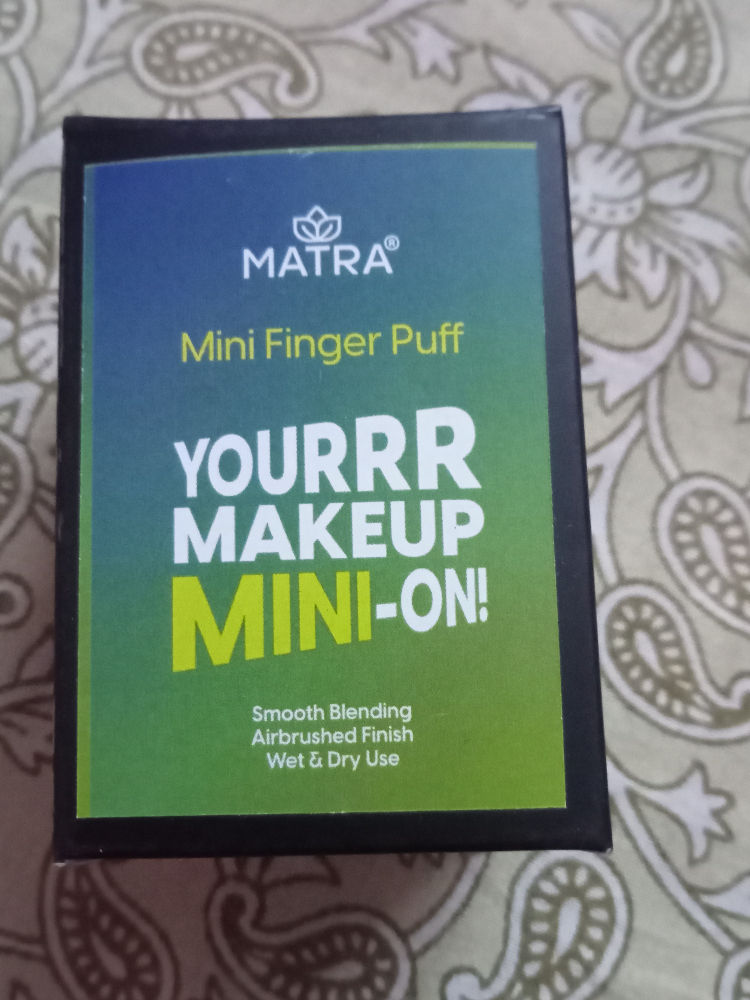 MATRA®
Mini Finger Puff
YOURRR
MAKEUP
MINI-ON!
Smooth Blending
Airbrushed Finish
Wet & Dry Use